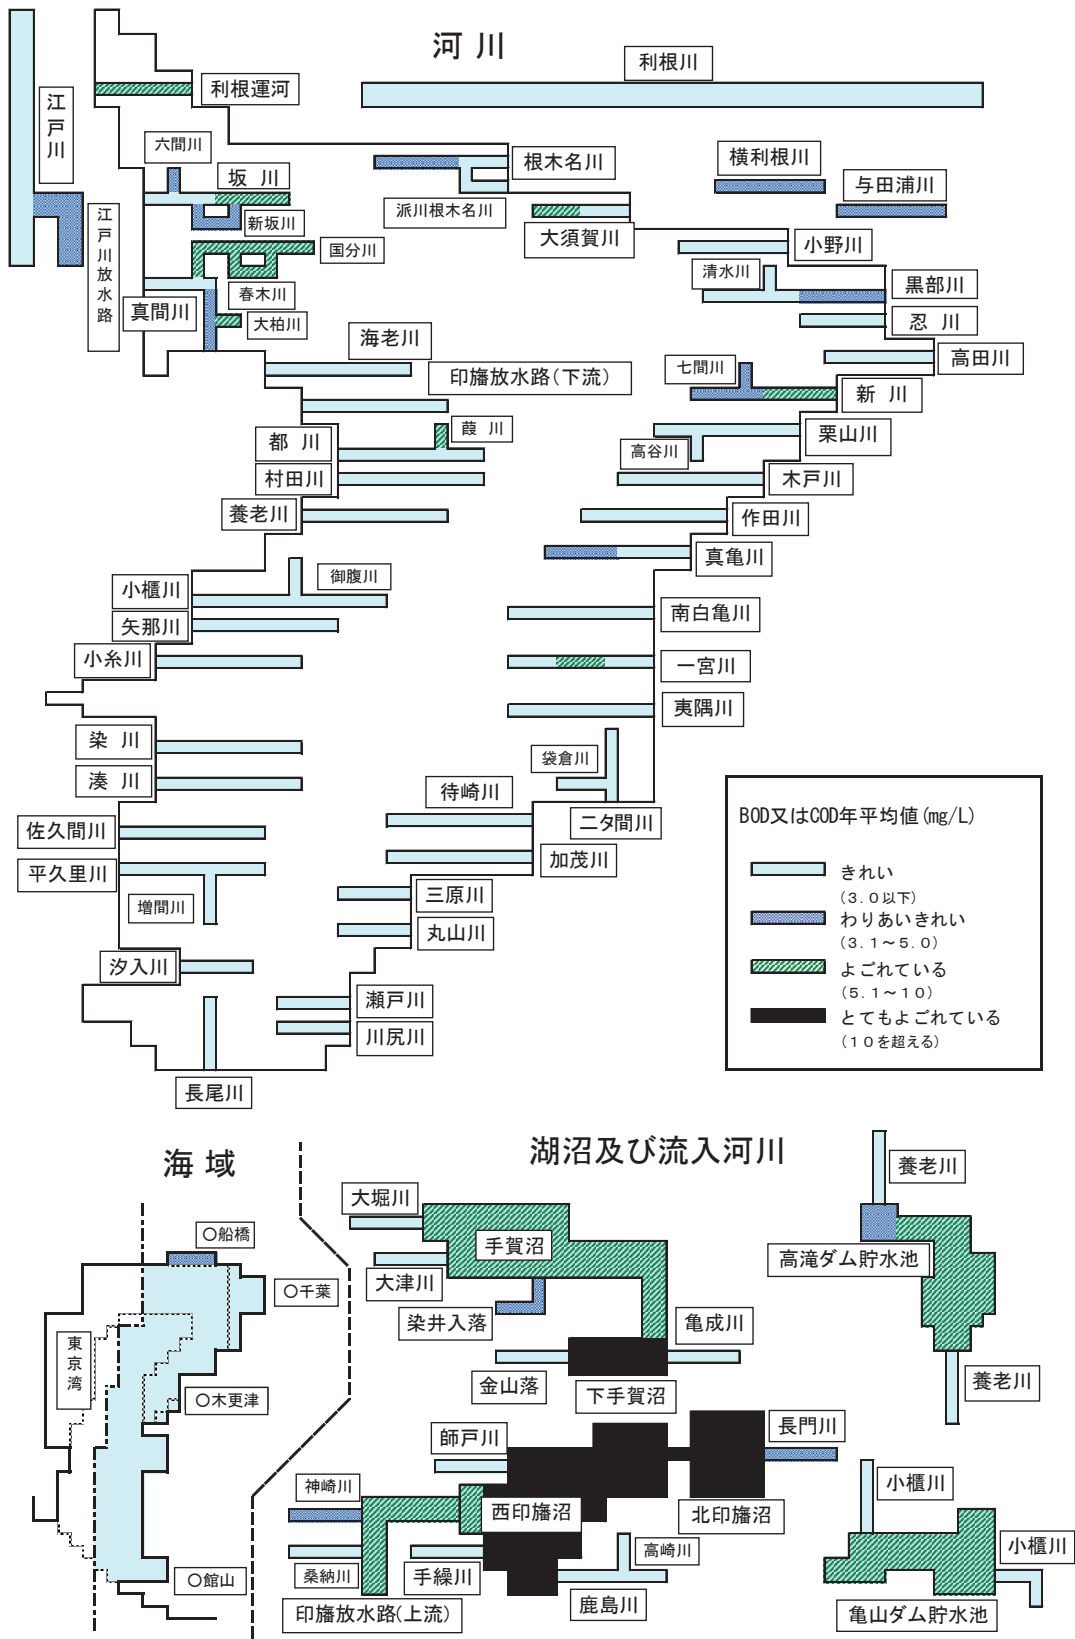 河川
利根川
利根運河
江戸川
六間川
坂川
新坂川
江戸川放水路
国分川
春木川
真間川
大柏川
根木名川
派川根木名川
大須賀川
横利根川
与田浦川
小野川
清水川
黒部川
忍川
高田川
海老川
印旛放水路(下流)
七間川
新川
葭川
都川
村田川
養老川
高谷川
栗山川
木戸川
作田川
真亀川
御腹川
小櫃川
矢那川
小糸川
南白亀川
一宮川
夷隅川
染川
湊川
袋倉川
待崎川
二タ間川
佐久間川
平久里川
増間川
加茂川
三原川
丸山川
汐入川
瀬戸川
川尻川
長尾川
BOD又はCOD年平均値(mg/L)
きれい
(3.0以下)
わりあいきれい
(3.1～5.0)
よごれている
(5.1～10)
とてもよごれている
(10を超える)
海域
○船橋
○千葉
東京湾
○木更津
○館山
湖沼及び流入河川
大堀川
手賀沼
大津川
染井入落
亀成川
金山落
下手賀沼
養老川
高滝ダム貯水池
養老川
師戸川
長門川
神崎川
西印旛沼
北印旛沼
桑納川
手繰川
高崎川
印旛放水路(上流)
鹿島川
小櫃川
小櫃川
亀山ダム貯水池